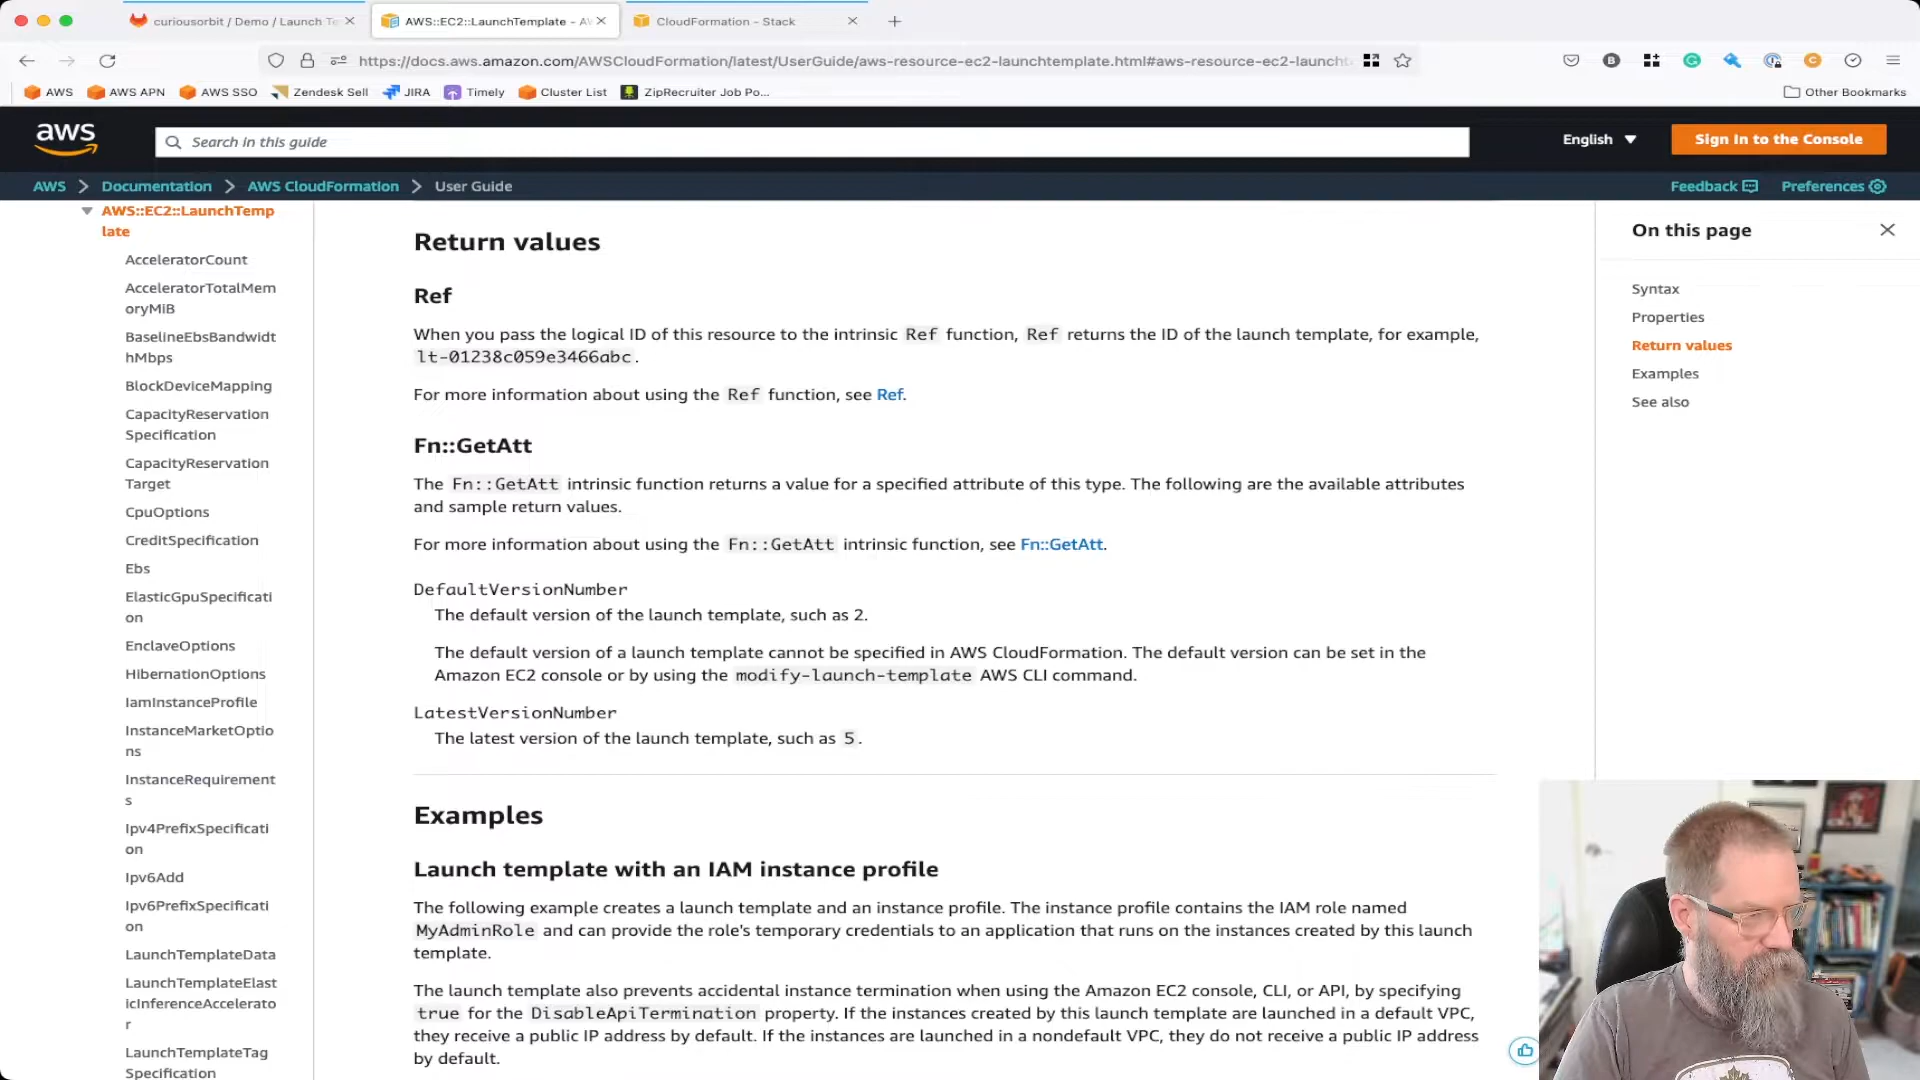 curiousorbit / Demo / Launch Te
AWS::EC2::LaunchTemplate - AW
CloudFormation - Stack
https://docs.aws.amazon.com/AWSCloudFormation/latest/UserGuide/aws-resource-ec2-launchtemplate.html#aws-resource-ec2-launcht
AWS
AWS APN
AWS SSO
Zendesk Sell
JIRA
Timely
Cluster List
ZipRecruiter Job Po...
Other Bookmarks
aws
Search in this guide
English
Sign In to the Console
AWS
Documentation
AWS CloudFormation
User Guide
Feedback
Preferences
AWS::EC2::LaunchTemp
late
AcceleratorCount
AcceleratorTotalMem
oryMiB
BaselineEbsBandwidt
hMbps
BlockDeviceMapping
CapacityReservation
Specification
CapacityReservation
Target
CpuOptions
CreditSpecification
Ebs
ElasticGpuSpecificati
on
EnclaveOptions
HibernationOptions
IamInstanceProfile
InstanceMarketOptio
ns
InstanceRequirement
s
Ipv4PrefixSpecificati
on
Ipv6Add
Ipv6PrefixSpecificati
on
LaunchTemplateData
LaunchTemplateElast
icInferenceAccelerato
r
LaunchTemplateTag
Specification
Return values
Ref
When you pass the logical ID of this resource to the intrinsic Ref function, Ref returns the ID of the launch template, for example,
lt-01238c059e3466abc.
For more information about using the Ref function, see Ref.
Fn::GetAtt
The Fn::GetAtt intrinsic function returns a value for a specified attribute of this type. The following are the available attributes
and sample return values.
For more information about using the Fn::GetAtt intrinsic function, see Fn::GetAtt.
DefaultVersionNumber
The default version of the launch template, such as 2.
The default version of a launch template cannot be specified in AWS CloudFormation. The default version can be set in the
Amazon EC2 console or by using the modify-launch-template AWS CLI command.
LatestVersionNumber
The latest version of the launch template, such as 5.
Examples
Launch template with an IAM instance profile
The following example creates a launch template and an instance profile. The instance profile contains the IAM role named
MyAdminRole and can provide the role's temporary credentials to an application that runs on the instances created by this launch
template.
The launch template also prevents accidental instance termination when using the Amazon EC2 console, CLI, or API, by specifying
true for the DisableApiTermination property. If the instances created by this launch template are launched in a default VPC,
they receive a public IP address by default. If the instances are launched in a nondefault VPC, they do not receive a public IP address
by default.
On this page
Syntax
Properties
Return values
Examples
See also